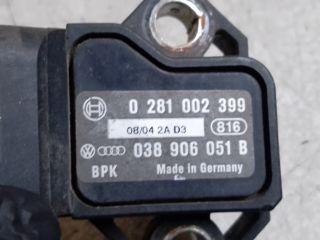 0 281 002 399
08/04 2A D3 816
038 906 051 B
BPK Made in Germany